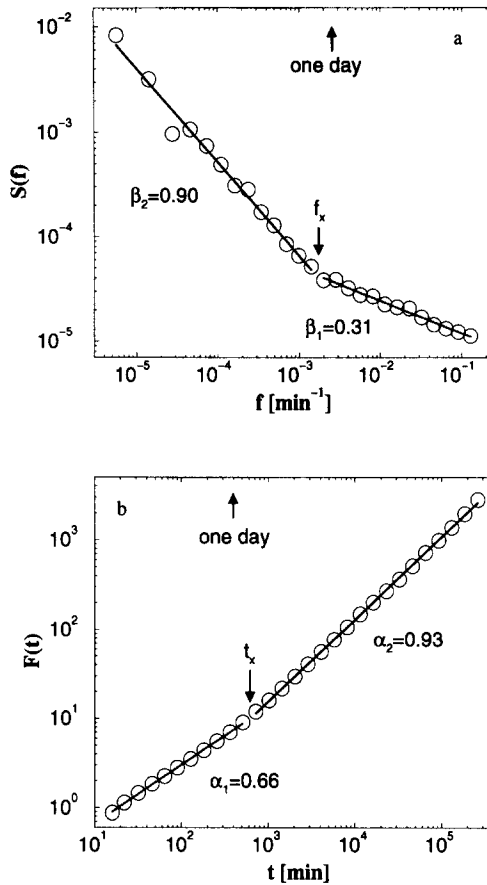 10⁻²
a
one day
10⁻³
S(f)
β₂=0.90
fₓ
10⁻⁴
β₁=0.31
10⁻⁵
10⁻⁵ 10⁻⁴ 10⁻³ 10⁻² 10⁻¹
f [min⁻¹]
b
10³
one day
F(t)
10²
tₓ
α₂=0.93
10¹
α₁=0.66
10⁰
10¹ 10² 10³ 10⁴ 10⁵
t [min]